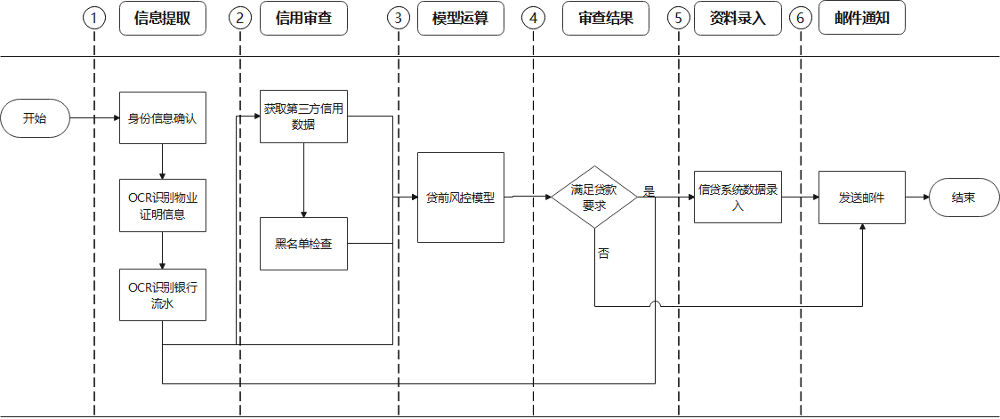 1
信息提取
2
信用审查
3
模型运算
4
审查结果
5
资料录入
6
邮件通知
开始
身份信息确认
OCR识别物业
证明信息
OCR识别银行
流水
获取第三方信用
数据
黑名单检查
贷前风控模型
满足贷款
要求
是
否
信贷系统数据录
入
发送邮件
结束